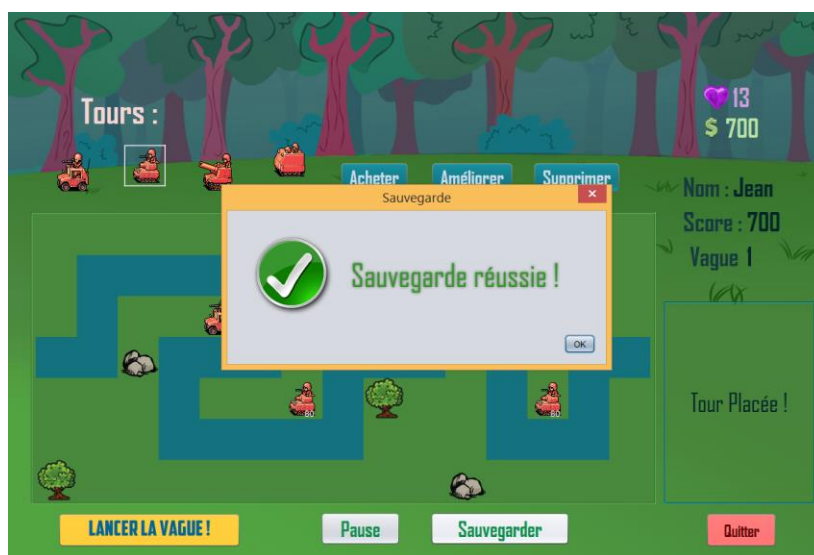 Tours :
13
$ 700
Acheter
Améliorer
Supprimer
Sauvegarde
Nom : Jean
Score : 700
Vague 1
Sauvegarde réussie !
OK
Tour Placée !
80
80
LANCER LA VAGUE !
Pause
Sauvegarder
Quitter